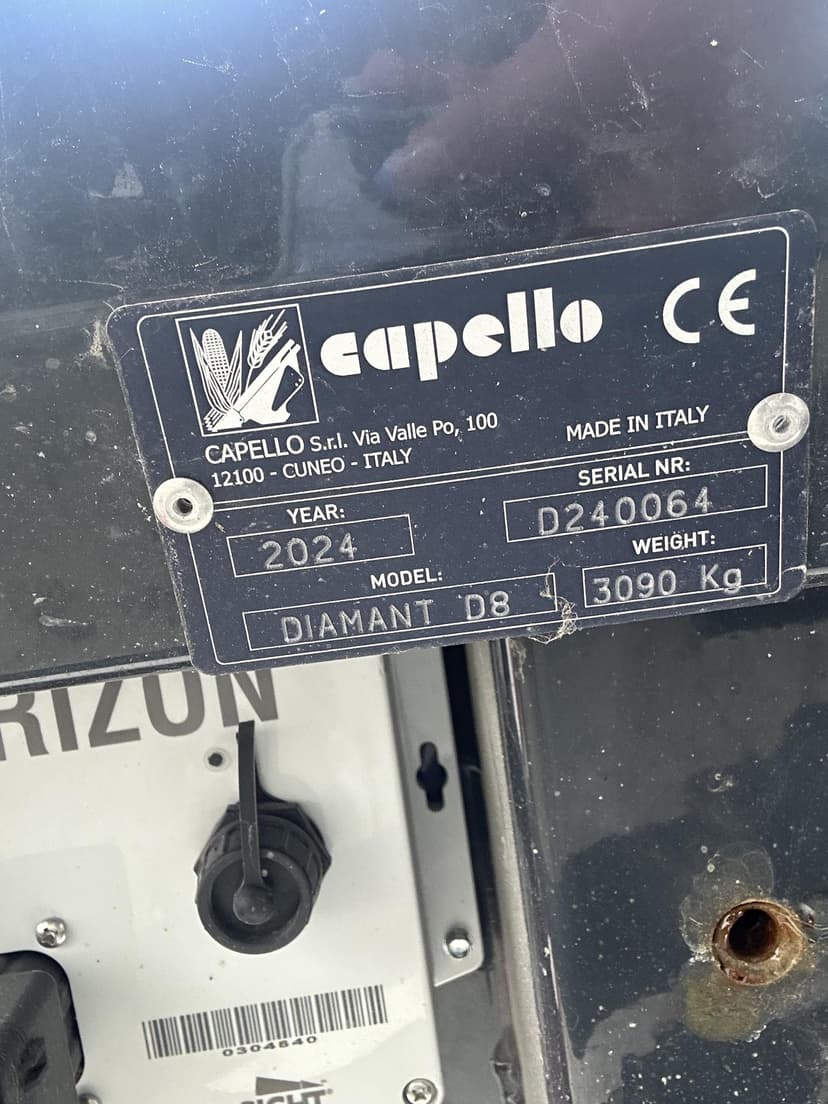 capello CE
CAPELLO S.r.l. Via Valle Po, 100
12100 - CUNEO - ITALY
MADE IN ITALY
YEAR:
2024
SERIAL NR:
D240064
MODEL:
DIAMANT D8
WEIGHT:
3090 Kg
RIZON
0304540